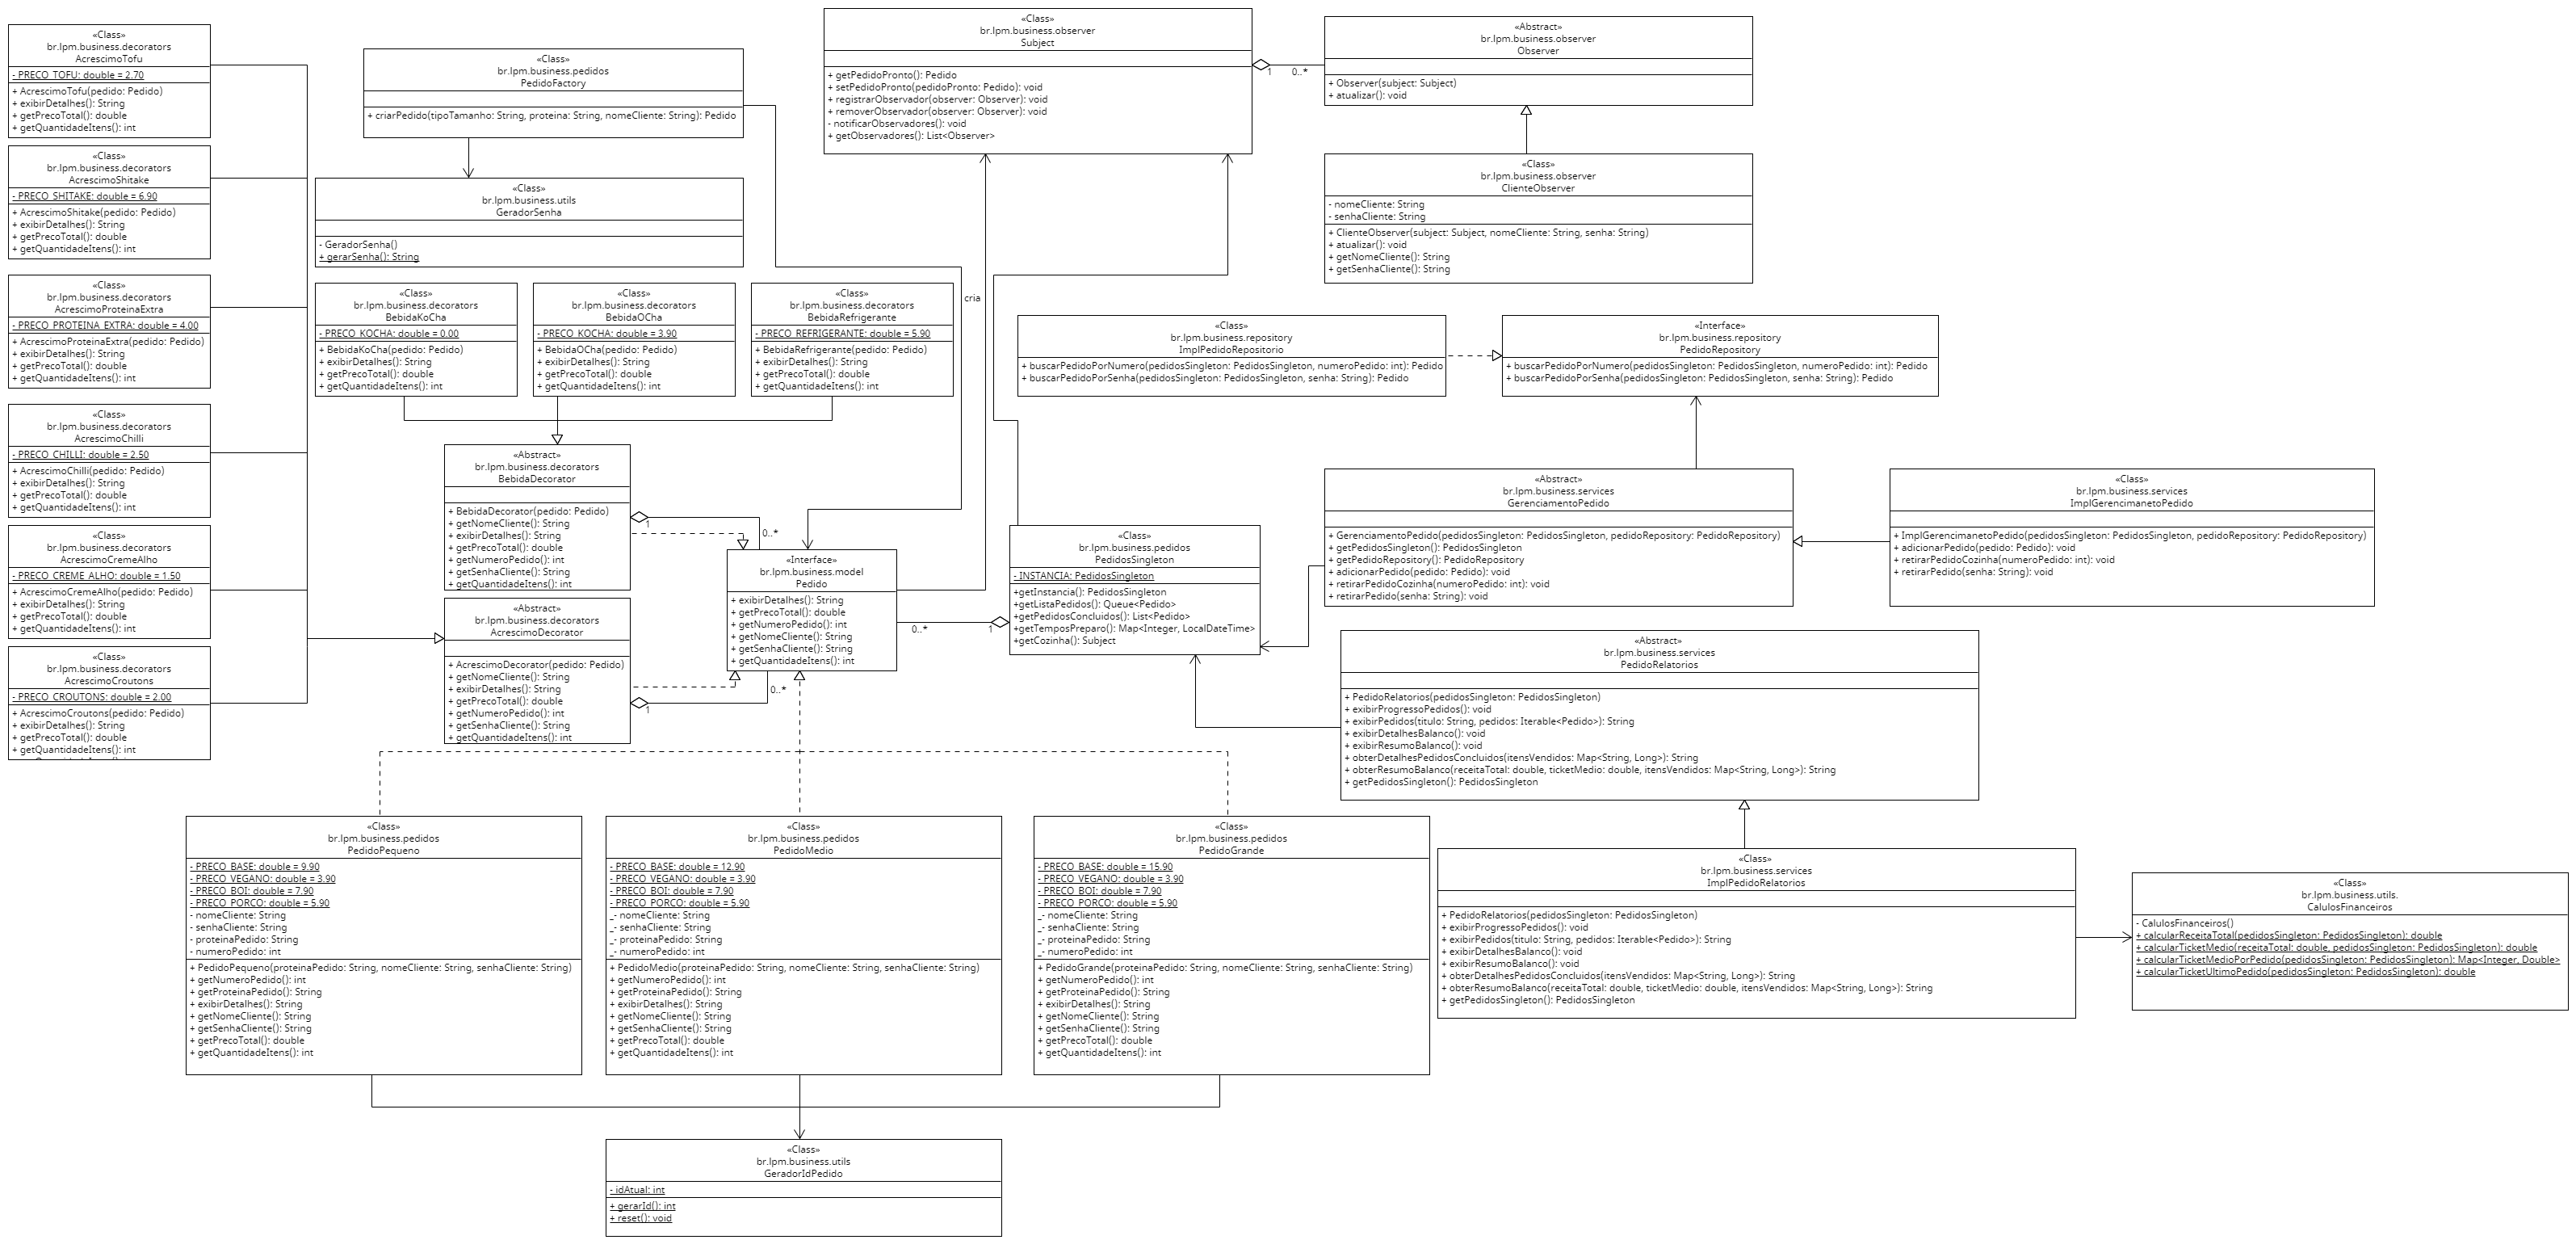 «Class»
br.lpm.business.decorators
AcrescimoTofu
- PRECO_TOFU: double = 2.70
+ AcrescimoTofu(pedido: Pedido)
+ exibirDetalhes(): String
+ getPrecoTotal(): double
+ getQuantidadeItens(): int
«Class»
br.lpm.business.decorators
AcrescimoShitake
- PRECO_SHITAKE: double = 6.90
+ AcrescimoShitake(pedido: Pedido)
+ exibirDetalhes(): String
+ getPrecoTotal(): double
+ getQuantidadeItens(): int
«Class»
br.lpm.business.decorators
AcrescimoProteinaExtra
- PRECO_PROTEINA_EXTRA: double = 4.00
+ AcrescimoProteinaExtra(pedido: Pedido)
+ exibirDetalhes(): String
+ getPrecoTotal(): double
+ getQuantidadeItens(): int
«Class»
br.lpm.business.decorators
AcrescimoChilli
- PRECO_CHILLI: double = 2.50
+ AcrescimoChilli(pedido: Pedido)
+ exibirDetalhes(): String
+ getPrecoTotal(): double
+ getQuantidadeItens(): int
«Class»
br.lpm.business.decorators
AcrescimoCremeAlho
- PRECO_CREME_ALHO: double = 1.50
+ AcrescimoCremeAlho(pedido: Pedido)
+ exibirDetalhes(): String
+ getPrecoTotal(): double
+ getQuantidadeItens(): int
«Class»
br.lpm.business.decorators
AcrescimoCroutons
- PRECO_CROUTONS: double = 2.00
+ AcrescimoCroutons(pedido: Pedido)
+ exibirDetalhes(): String
+ getPrecoTotal(): double
+ getQuantidadeItens(): int
«Class»
br.lpm.business.pedidos
PedidoFactory
+ criarPedido(tipoTamanho: String, proteina: String, nomeCliente: String): Pedido
«Class»
br.lpm.business.utils
GeradorSenha
- GeradorSenha()
+ gerarSenha(): String
«Class»
br.lpm.business.decorators
BebidaKoCha
- PRECO_KOCHA: double = 0.00
+ BebidaKoCha(pedido: Pedido)
+ exibirDetalhes(): String
+ getPrecoTotal(): double
+ getQuantidadeItens(): int
«Class»
br.lpm.business.decorators
BebidaOCha
- PRECO_KOCHA: double = 3.90
+ BebidaOCha(pedido: Pedido)
+ exibirDetalhes(): String
+ getPrecoTotal(): double
+ getQuantidadeItens(): int
«Class»
br.lpm.business.decorators
BebidaRefrigerante
- PRECO_REFRIGERANTE: double = 5.90
+ BebidaRefrigerante(pedido: Pedido)
+ exibirDetalhes(): String
+ getPrecoTotal(): double
+ getQuantidadeItens(): int
cria
«Abstract»
br.lpm.business.decorators
BebidaDecorator
+ BebidaDecorator(pedido: Pedido)
+ getNomeCliente(): String
+ exibirDetalhes(): String
+ getPrecoTotal(): double
+ getNumeroPedido(): int
+ getSenhaCliente(): String
+ getQuantidadeItens(): int
1
0..*
«Abstract»
br.lpm.business.decorators
AcrescimoDecorator
+ AcrescimoDecorator(pedido: Pedido)
+ getNomeCliente(): String
+ exibirDetalhes(): String
+ getPrecoTotal(): double
+ getNumeroPedido(): int
+ getSenhaCliente(): String
+ getQuantidadeItens(): int
1
0..*
«Interface»
br.lpm.business.model
Pedido
+ exibirDetalhes(): String
+ getPrecoTotal(): double
+ getNumeroPedido(): int
+ getNomeCliente(): String
+ getSenhaCliente(): String
+ getQuantidadeItens(): int
0..*
1
«Class»
br.lpm.business.observer
Subject
+ getPedidoPronto(): Pedido
+ setPedidoPronto(pedidoPronto: Pedido): void
+ registrarObservador(observer: Observer): void
+ removerObservador(observer: Observer): void
- notificarObservadores(): void
+ getObservadores(): List<Observer>
1
0..*
«Abstract»
br.lpm.business.observer
Observer
+ Observer(subject: Subject)
+ atualizar(): void
«Class»
br.lpm.business.observer
ClienteObserver
- nomeCliente: String
- senhaCliente: String
+ ClienteObserver(subject: Subject, nomeCliente: String, senha: String)
+ atualizar(): void
+ getNomeCliente(): String
+ getSenhaCliente(): String
«Class»
br.lpm.business.repository
ImplPedidoRepositorio
+ buscarPedidoPorNumero(pedidosSingleton: PedidosSingleton, numeroPedido: int): Pedido
+ buscarPedidoPorSenha(pedidosSingleton: PedidosSingleton, senha: String): Pedido
«Interface»
br.lpm.business.repository
PedidoRepository
+ buscarPedidoPorNumero(pedidosSingleton: PedidosSingleton, numeroPedido: int): Pedido
+ buscarPedidoPorSenha(pedidosSingleton: PedidosSingleton, senha: String): Pedido
«Class»
br.lpm.business.pedidos
PedidosSingleton
- INSTANCIA: PedidosSingleton
+getInstancia(): PedidosSingleton
+getListaPedidos(): Queue<Pedido>
+getPedidosConcluidos(): List<Pedido>
+getTemposPreparo(): Map<Integer, LocalDateTime>
+getCozinha(): Subject
«Abstract»
br.lpm.business.services
GerenciamentoPedido
+ GerenciamentoPedido(pedidosSingleton: PedidosSingleton, pedidoRepository: PedidoRepository)
+ getPedidosSingleton(): PedidosSingleton
+ getPedidoRepository(): PedidoRepository
+ adicionarPedido(pedido: Pedido): void
+ retirarPedidoCozinha(numeroPedido: int): void
+ retirarPedido(senha: String): void
«Class»
br.lpm.business.services
ImplGerencimanetoPedido
+ ImplGerencimanetoPedido(pedidosSingleton: PedidosSingleton, pedidoRepository: PedidoRepository)
+ adicionarPedido(pedido: Pedido): void
+ retirarPedidoCozinha(numeroPedido: int): void
+ retirarPedido(senha: String): void
«Abstract»
br.lpm.business.services
PedidoRelatorios
+ PedidoRelatorios(pedidosSingleton: PedidosSingleton)
+ exibirProgressoPedidos(): void
+ exibirPedidos(titulo: String, pedidos: Iterable<Pedido>): String
+ exibirDetalhesBalanco(): void
+ exibirResumoBalanco(): void
+ obterDetalhesPedidosConcluidos(itensVendidos: Map<String, Long>): String
+ obterResumoBalanco(receitaTotal: double, ticketMedio: double, itensVendidos: Map<String, Long>): String
+ getPedidosSingleton(): PedidosSingleton
«Class»
br.lpm.business.pedidos
PedidoPequeno
- PRECO_BASE: double = 9.90
- PRECO_VEGANO: double = 3.90
- PRECO_BOI: double = 7.90
- PRECO_PORCO: double = 5.90
- nomeCliente: String
- senhaCliente: String
- proteinaPedido: String
- numeroPedido: int
+ PedidoPequeno(proteinaPedido: String, nomeCliente: String, senhaCliente: String)
+ getNumeroPedido(): int
+ getProteinaPedido(): String
+ exibirDetalhes(): String
+ getNomeCliente(): String
+ getSenhaCliente(): String
+ getPrecoTotal(): double
+ getQuantidadeItens(): int
«Class»
br.lpm.business.pedidos
PedidoMedio
- PRECO_BASE: double = 12.90
- PRECO_VEGANO: double = 3.90
- PRECO_BOI: double = 7.90
- PRECO_PORCO: double = 5.90
_- nomeCliente: String
_- senhaCliente: String
_- proteinaPedido: String
_- numeroPedido: int
+ PedidoMedio(proteinaPedido: String, nomeCliente: String, senhaCliente: String)
+ getNumeroPedido(): int
+ getProteinaPedido(): String
+ exibirDetalhes(): String
+ getNomeCliente(): String
+ getSenhaCliente(): String
+ getPrecoTotal(): double
+ getQuantidadeItens(): int
«Class»
br.lpm.business.pedidos
PedidoGrande
- PRECO_BASE: double = 15.90
- PRECO_VEGANO: double = 3.90
- PRECO_BOI: double = 7.90
- PRECO_PORCO: double = 5.90
_- nomeCliente: String
_- senhaCliente: String
_- proteinaPedido: String
_- numeroPedido: int
+ PedidoGrande(proteinaPedido: String, nomeCliente: String, senhaCliente: String)
+ getNumeroPedido(): int
+ getProteinaPedido(): String
+ exibirDetalhes(): String
+ getNomeCliente(): String
+ getSenhaCliente(): String
+ getPrecoTotal(): double
+ getQuantidadeItens(): int
«Class»
br.lpm.business.services
ImplPedidoRelatorios
+ PedidoRelatorios(pedidosSingleton: PedidosSingleton)
+ exibirProgressoPedidos(): void
+ exibirPedidos(titulo: String, pedidos: Iterable<Pedido>): String
+ exibirDetalhesBalanco(): void
+ exibirResumoBalanco(): void
+ obterDetalhesPedidosConcluidos(itensVendidos: Map<String, Long>): String
+ obterResumoBalanco(receitaTotal: double, ticketMedio: double, itensVendidos: Map<String, Long>): String
+ getPedidosSingleton(): PedidosSingleton
«Class»
br.lpm.business.utils.
CalulosFinanceiros
- CalulosFinanceiros()
+ calcularReceitaTotal(pedidosSingleton: PedidosSingleton): double
+ calcularTicketMedio(receitaTotal: double, pedidosSingleton: PedidosSingleton): double
+ calcularTicketMedioPorPedido(pedidosSingleton: PedidosSingleton): Map<Integer, Double>
+ calcularTicketUltimoPedido(pedidosSingleton: PedidosSingleton): double
«Class»
br.lpm.business.utils
GeradorIdPedido
- idAtual: int
+ gerarId(): int
+ reset(): void